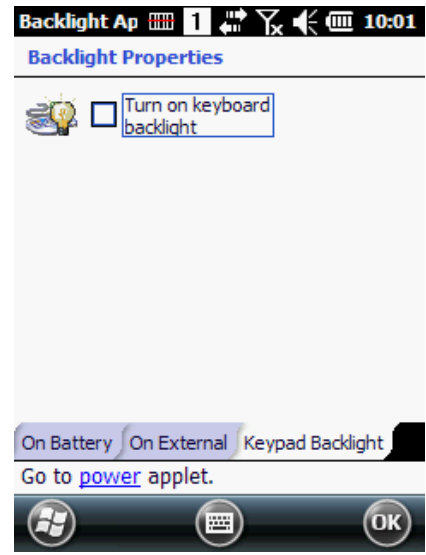 Backlight Ap 1 10:01
Backlight Properties
Turn on keyboard
backlight
On Battery On External Keypad Backlight
Go to power applet.
OK